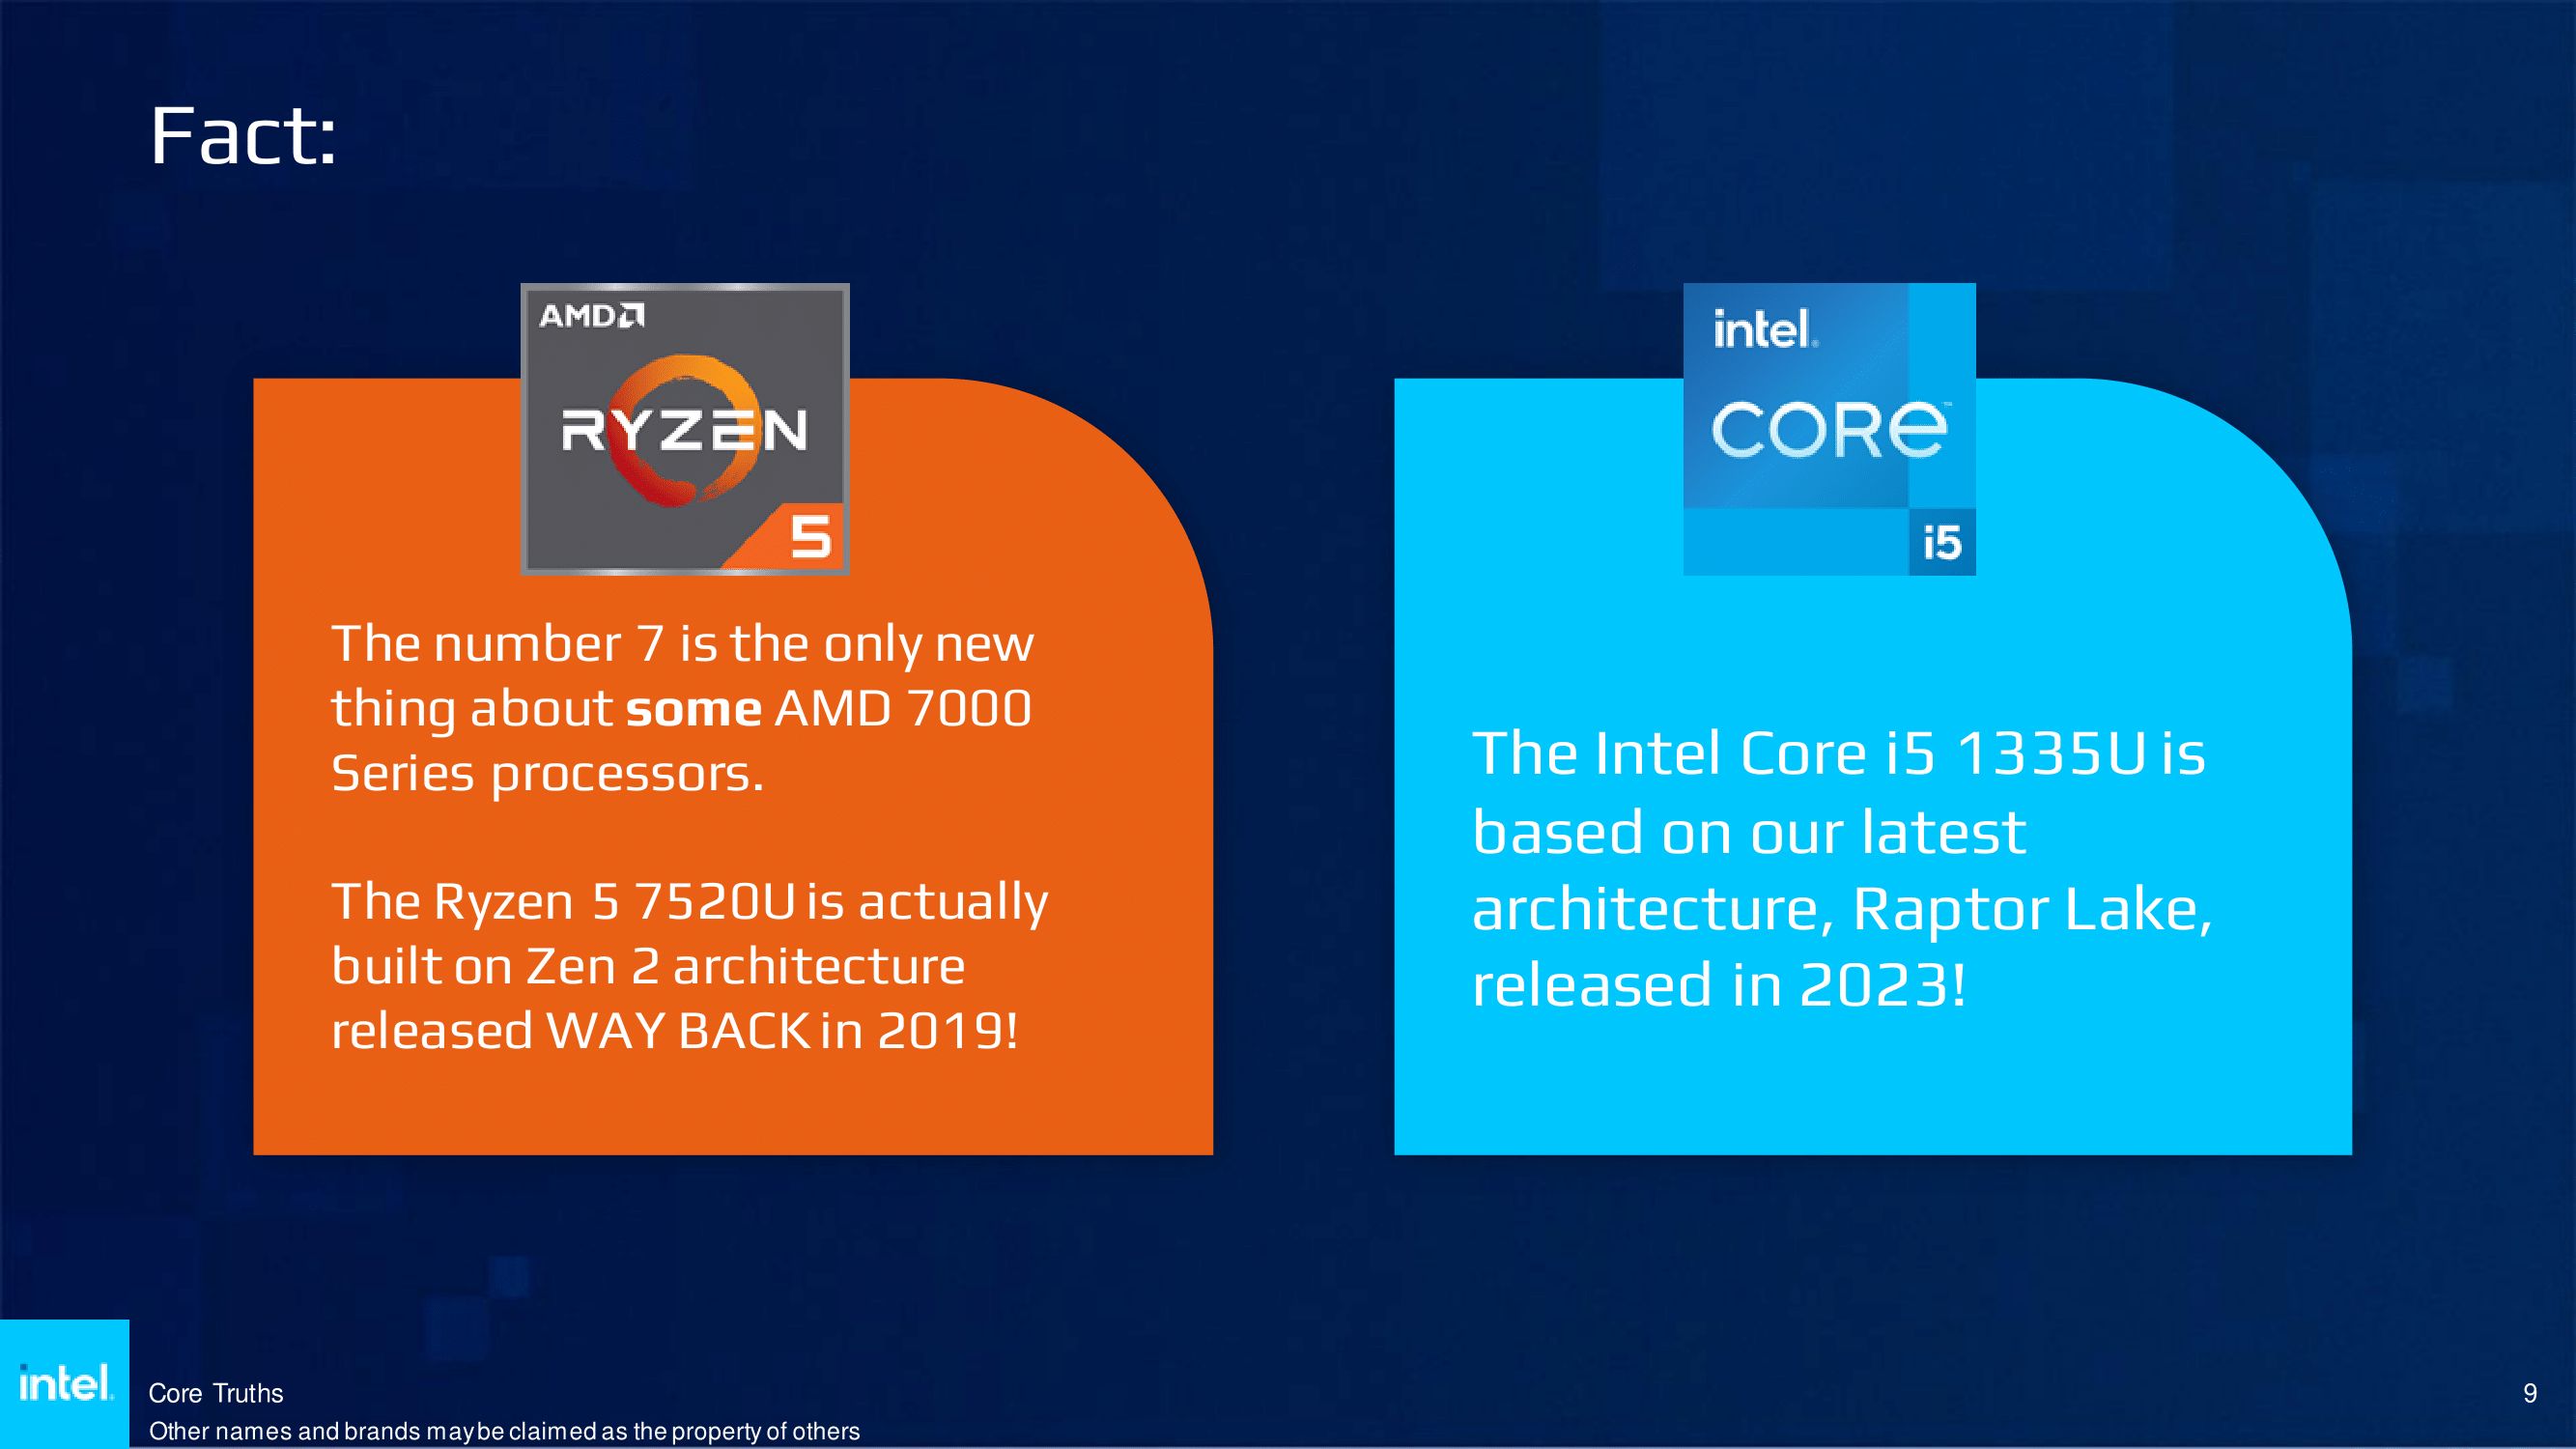 Fact:
AMD
RYZEN
5
The number 7 is the only new
thing about some AMD 7000
Series processors.
The Ryzen 5 7520U is actually
built on Zen 2 architecture
released WAY BACK in 2019!
intel.
CORE
i5
The Intel Core i5 1335U is
based on our latest
architecture, Raptor Lake,
released in 2023!
intel.
Core Truths
Other names and brands may be claimed as the property of others
9